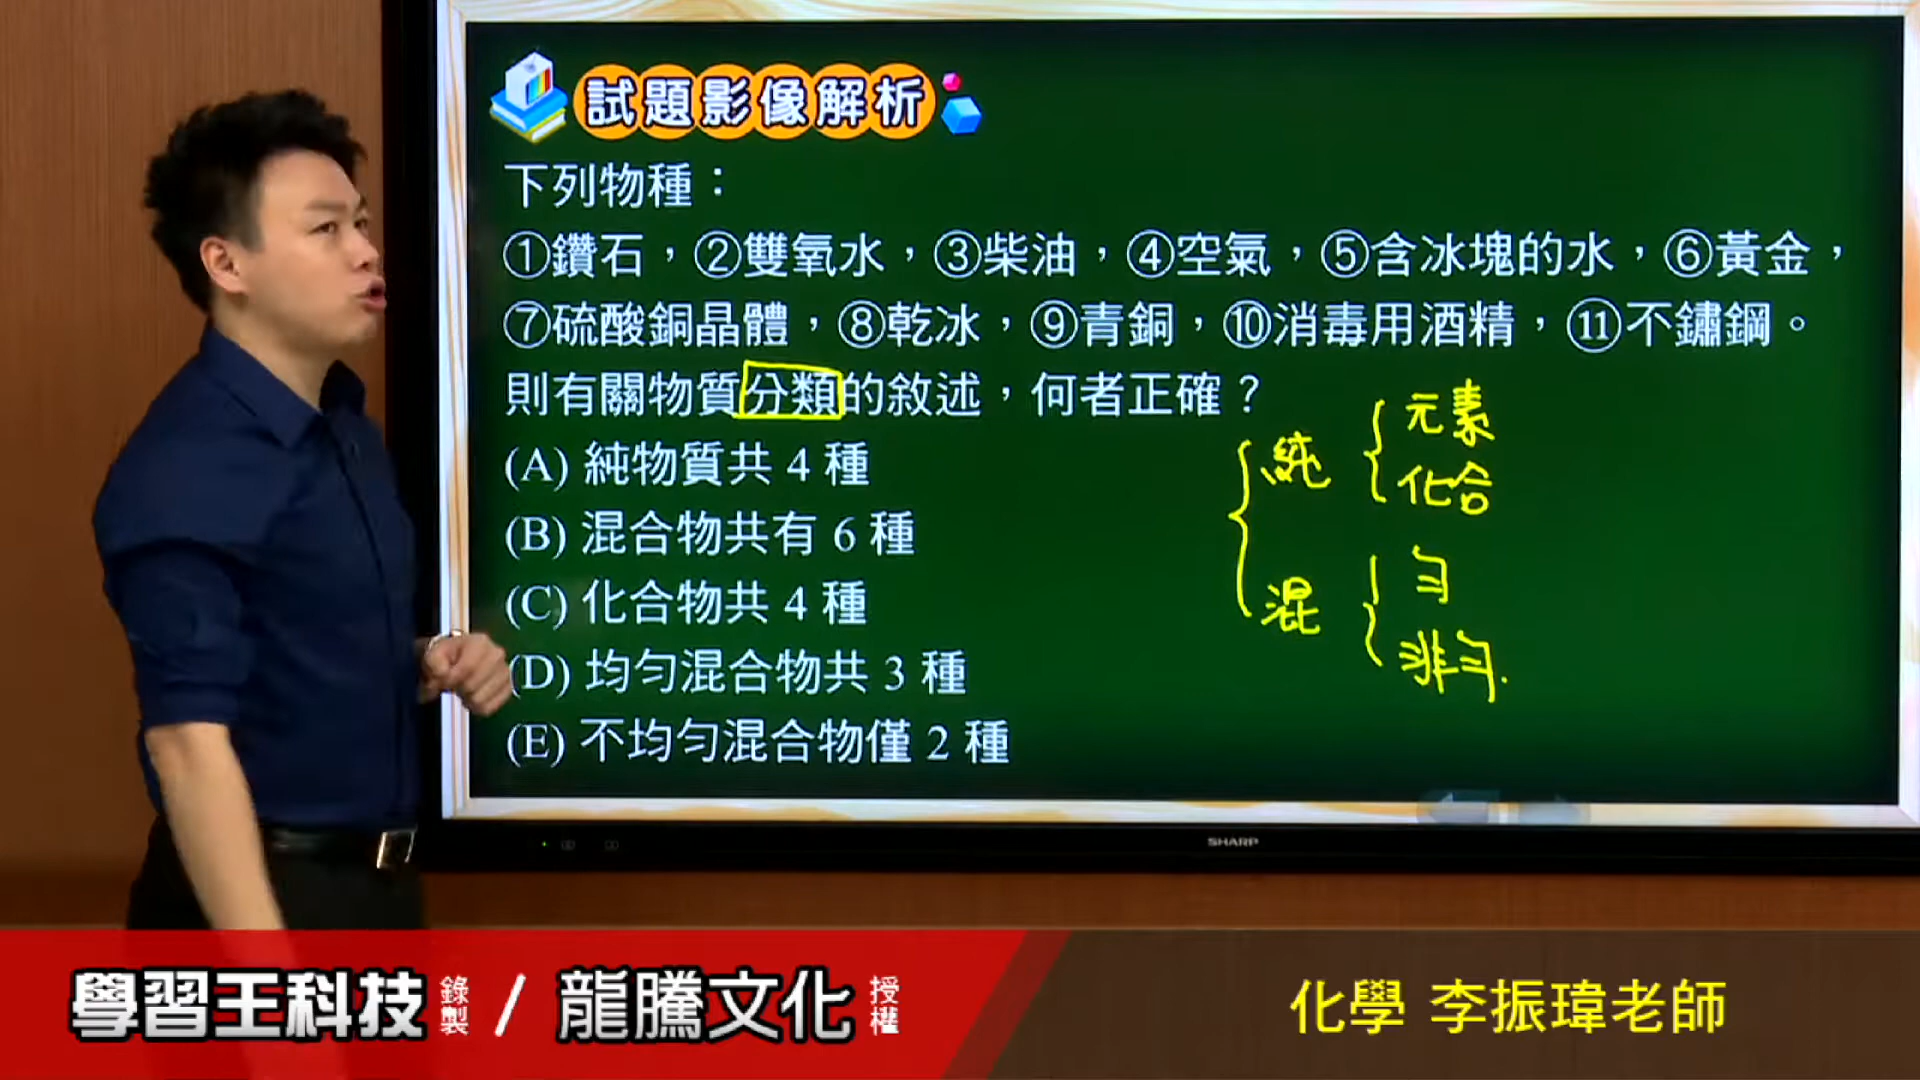 試題影像解析
下列物種：
①鑽石，②雙氧水，③柴油，④空氣，⑤含冰塊的水，⑥黃金，
⑦硫酸銅晶體，⑧乾冰，⑨青銅，⑩消毒用酒精，⑪不鏽鋼。
則有關物質分類的敘述，何者正確？
(A) 純物質共 4 種
(B) 混合物共有 6 種
(C) 化合物共 4 種
(D) 均勻混合物共 3 種
(E) 不均勻混合物僅 2 種
純
元素
化合
混
勻
非勻.
SHARP
學習王科技 錄製 / 龍騰文化 授權
化學 李振瑋老師